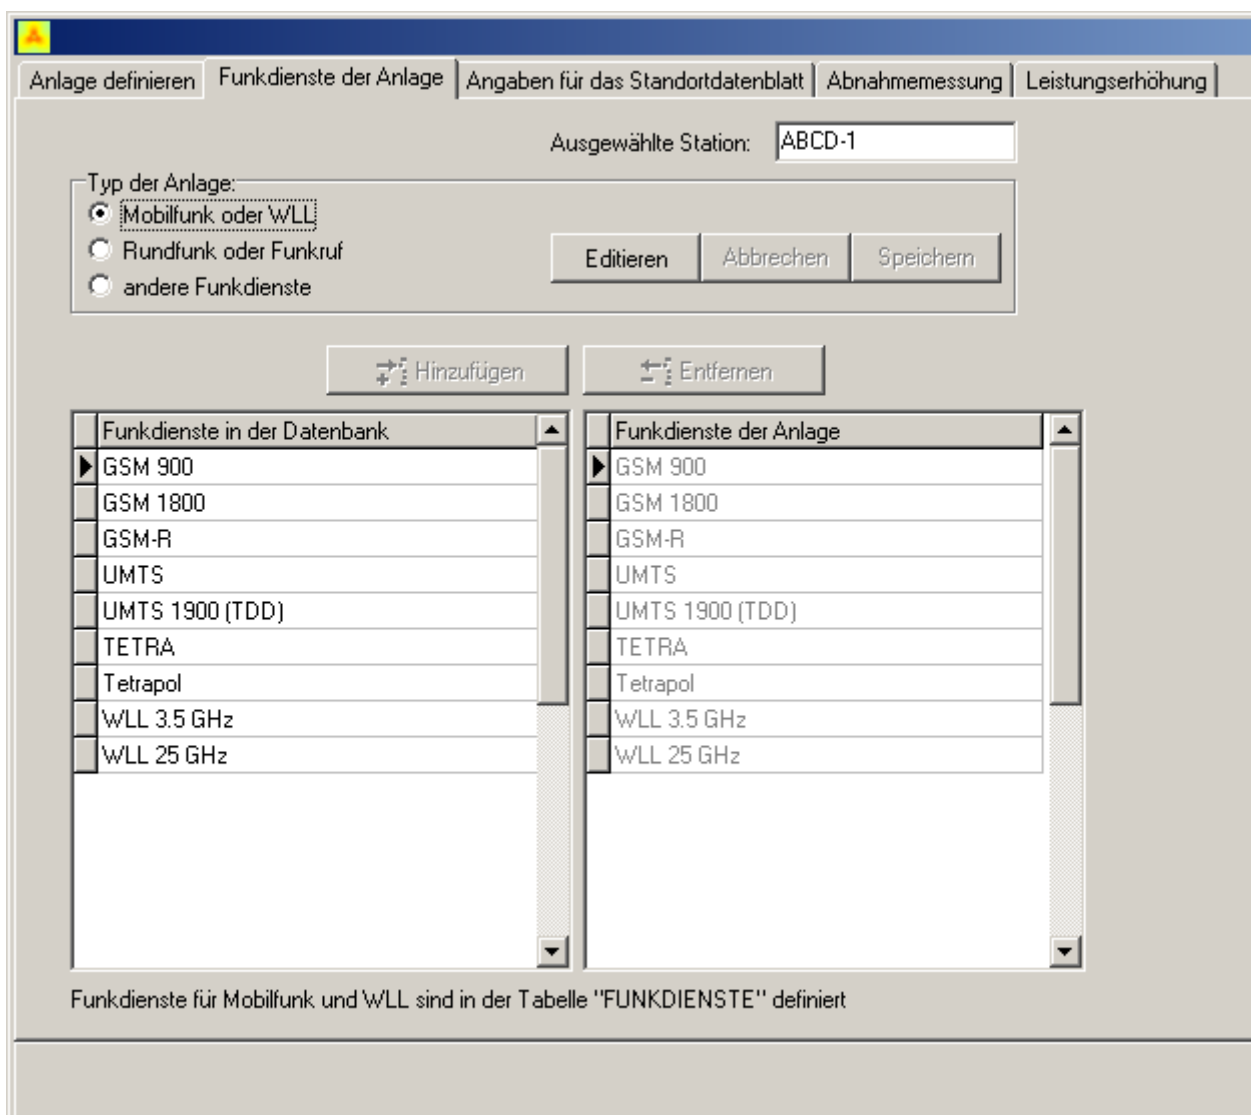 Anlage definieren Funkdienste der Anlage Angaben für das Standortdatenblatt Abnahmemessung Leistungserhöhung
Ausgewählte Station: ABCD-1
Typ der Anlage:
Mobilfunk oder WLL
Rundfunk oder Funkruf
andere Funkdienste
Editieren Abbrechen Speichern
Hinzufügen Entfernen
Funkdienste in der Datenbank
GSM 900
GSM 1800
GSM-R
UMTS
UMTS 1900 (TDD)
TETRA
Tetrapol
WLL 3.5 GHz
WLL 25 GHz
Funkdienste der Anlage
GSM 900
GSM 1800
GSM-R
UMTS
UMTS 1900 (TDD)
TETRA
Tetrapol
WLL 3.5 GHz
WLL 25 GHz
Funkdienste für Mobilfunk und WLL sind in der Tabelle "FUNKDIENSTE" definiert